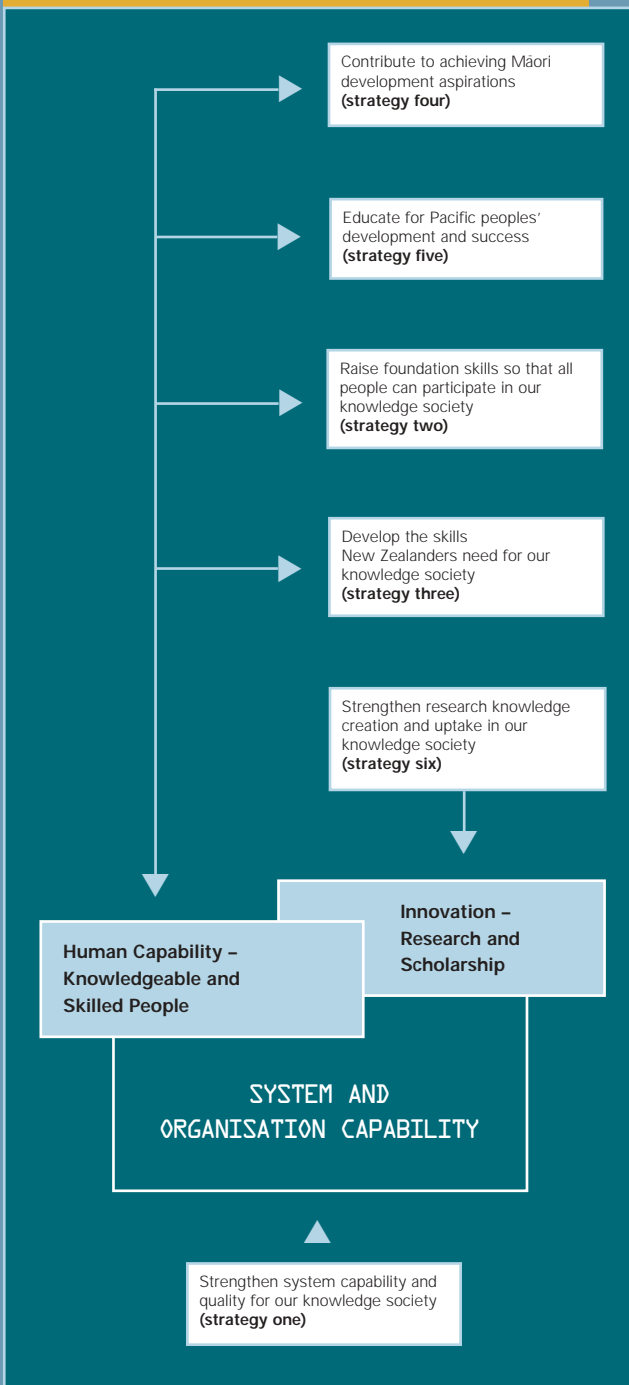 Contribute to achieving Māori
development aspirations
(strategy four)
Educate for Pacific peoples'
development and success
(strategy five)
Raise foundation skills so that all
people can participate in our
knowledge society
(strategy two)
Develop the skills
New Zealanders need for our
knowledge society
(strategy three)
Strengthen research knowledge
creation and uptake in our
knowledge society
(strategy six)
Innovation –
Research and
Scholarship
Human Capability –
Knowledgeable and
Skilled People
SYSTEM AND
ORGANISATION CAPABILITY
Strengthen system capability and
quality for our knowledge society
(strategy one)